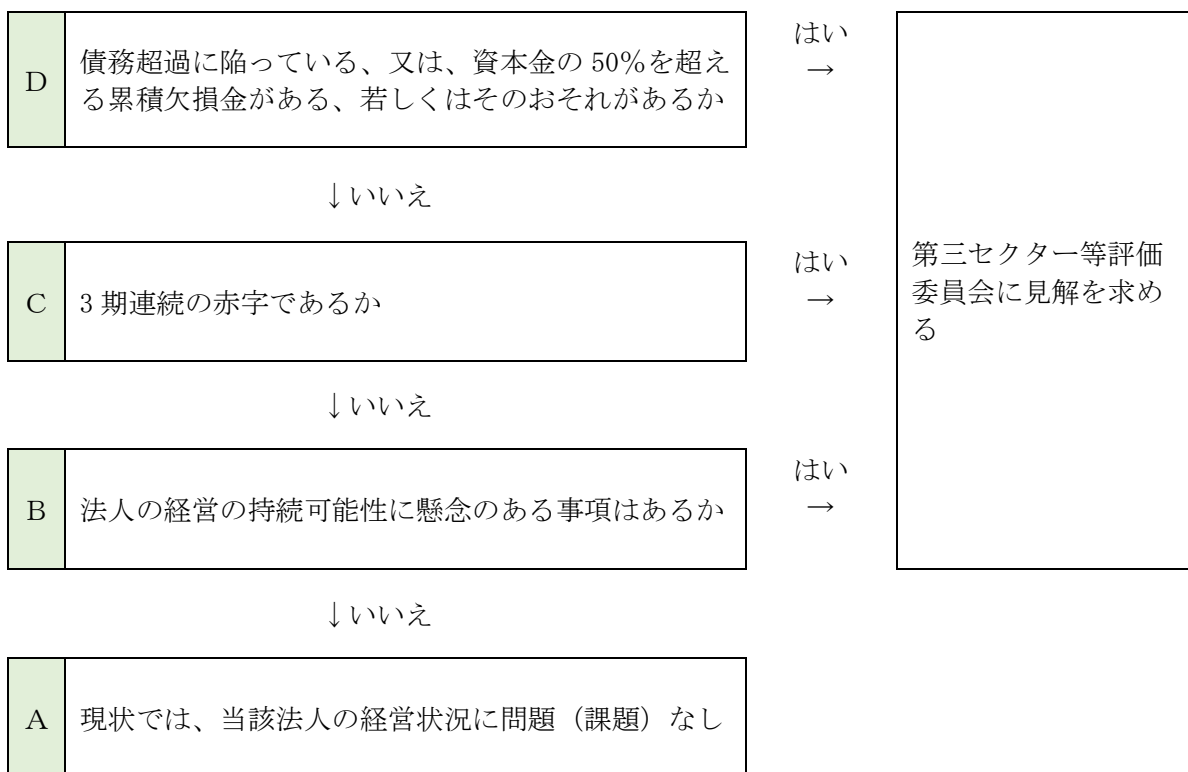 D
債務超過に陥っている、又は、資本金の 50％を超え
る累積欠損金がある、若しくはそのおそれがあるか
はい
→
↓いいえ
C
3 期連続の赤字であるか
はい
→
第三セクター等評価
委員会に見解を求め
る
↓いいえ
B
法人の経営の持続可能性に懸念のある事項はあるか
はい
→
↓いいえ
A
現状では、当該法人の経営状況に問題（課題）なし